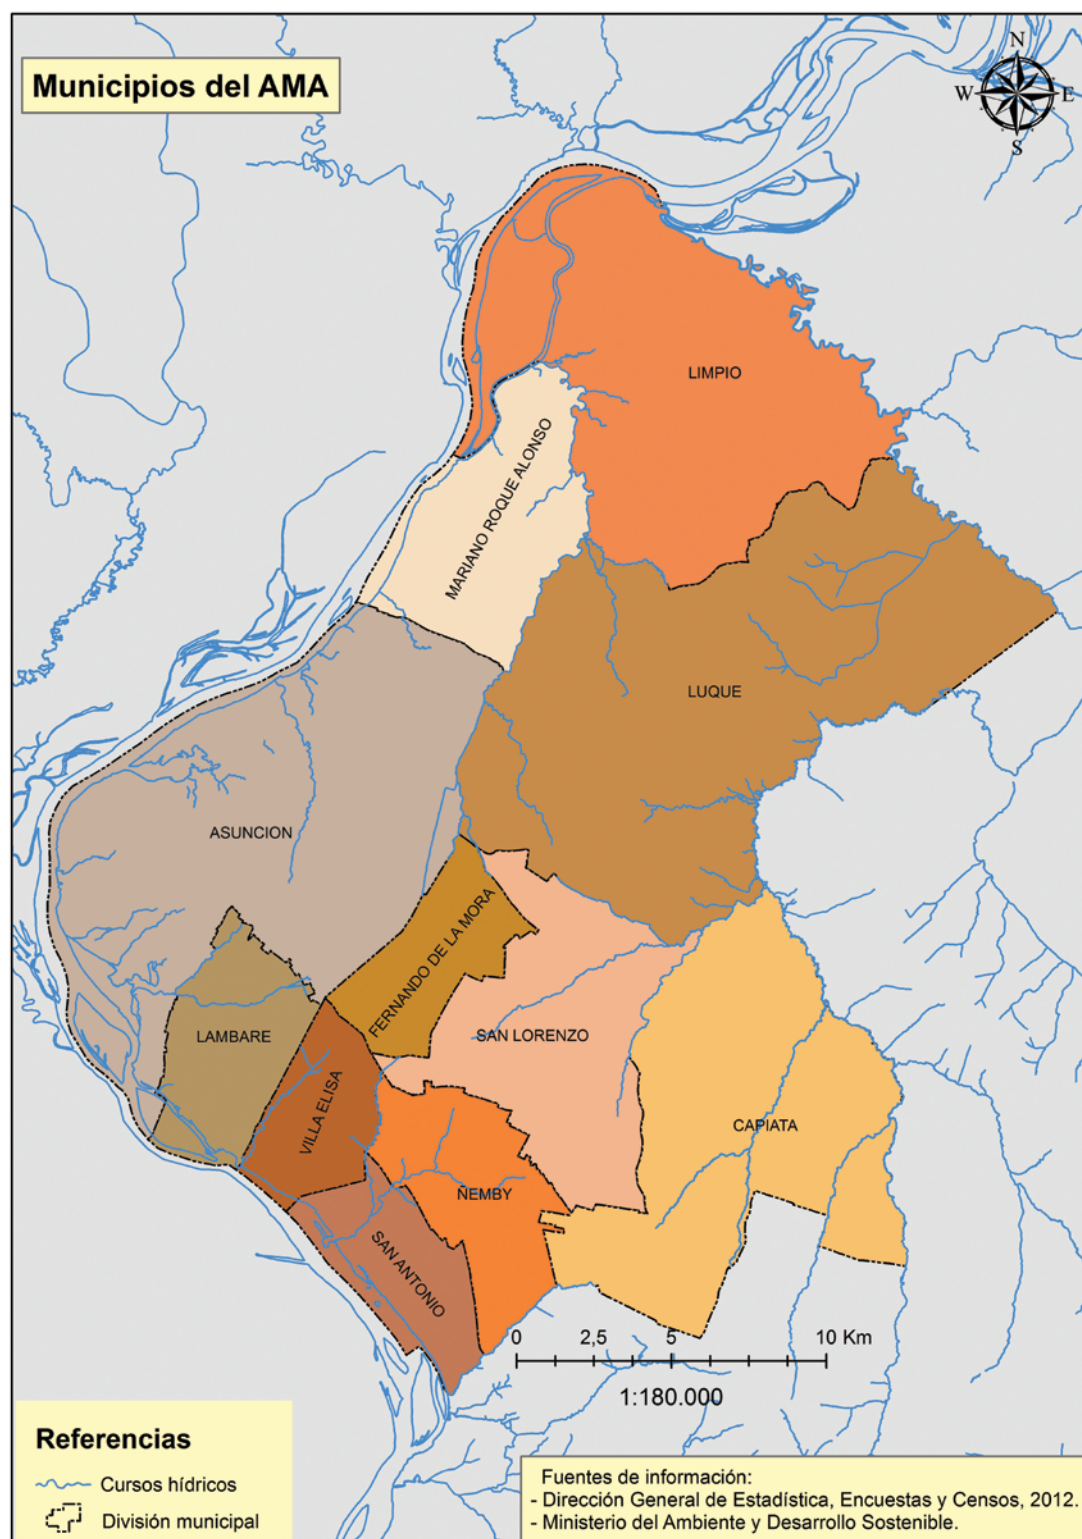 Municipios del AMA
N
W E
S
LIMPIO
MARIANO ROQUE ALONSO
LUQUE
ASUNCION
FERNANDO DE LA MORA
LAMBARE
SAN LORENZO
VILLA ELISA
CAPIATA
ÑEMBY
SAN ANTONIO
0 2,5 5 10 Km
1:180.000
Referencias
Cursos hídricos
División municipal
Fuentes de información:
- Dirección General de Estadística, Encuestas y Censos, 2012.
- Ministerio del Ambiente y Desarrollo Sostenible.